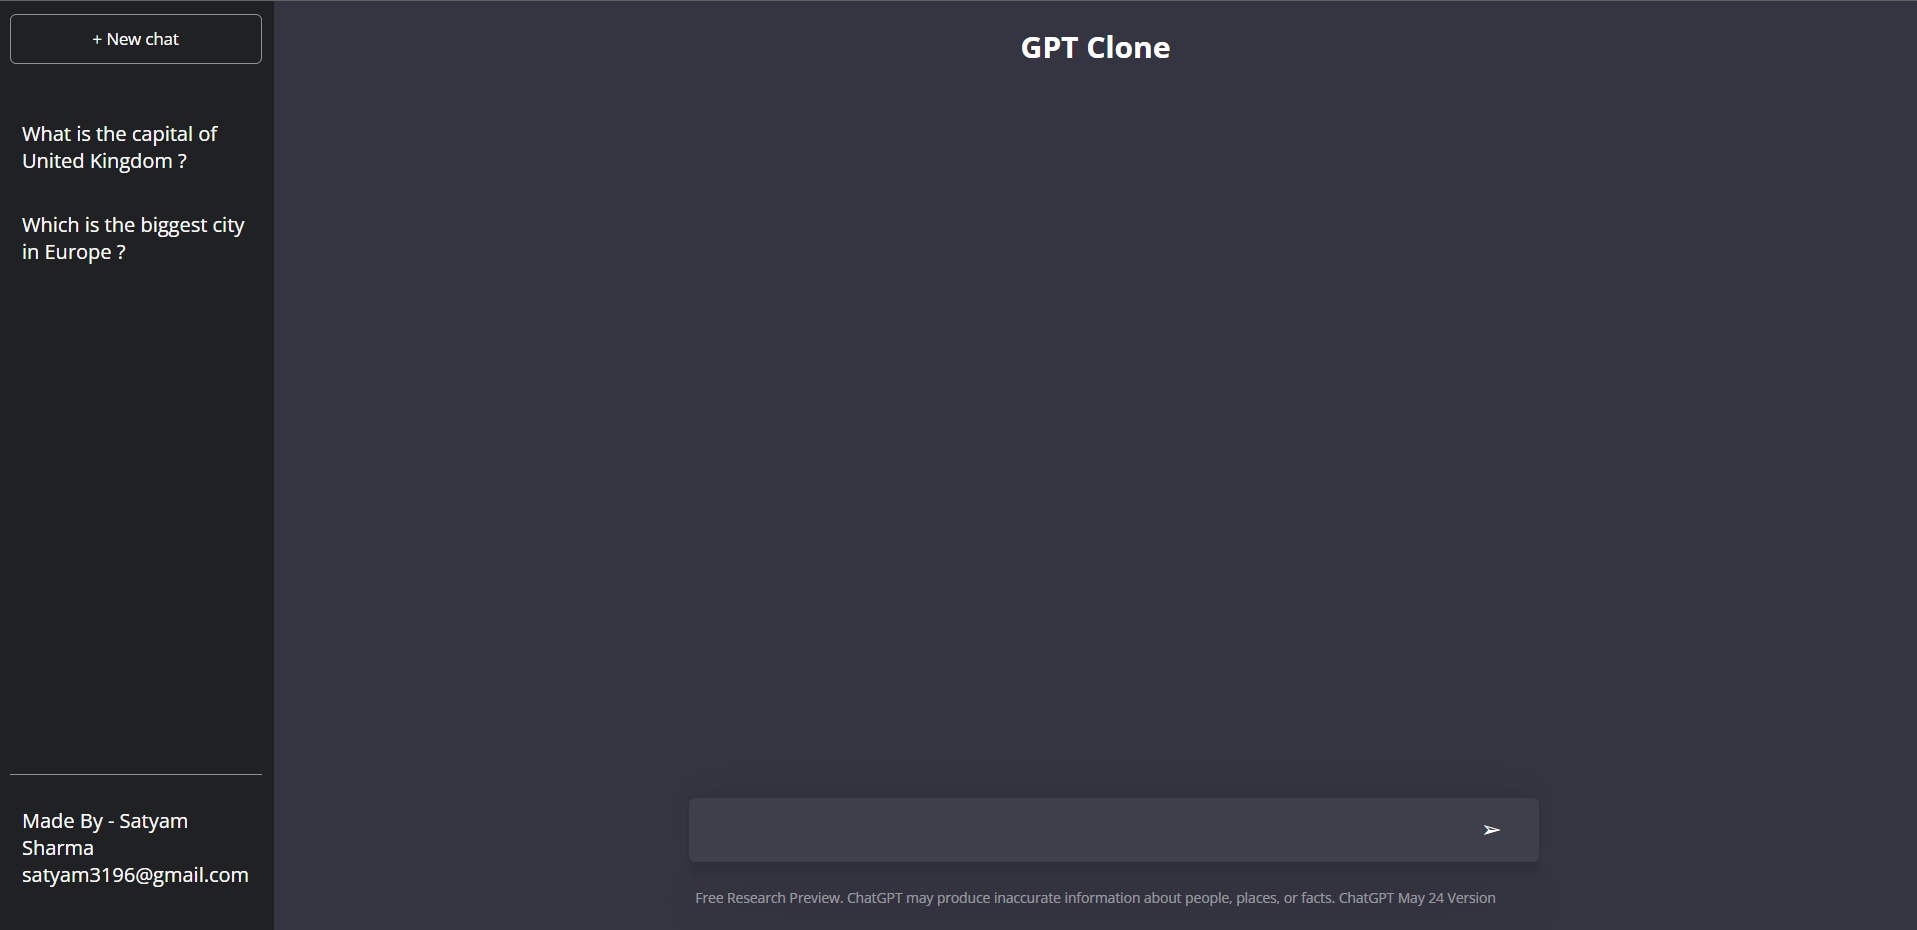 + New chat
What is the capital of
United Kingdom ?
Which is the biggest city
in Europe ?
Made By - Satyam
Sharma
satyam3196@gmail.com
GPT Clone
➢
Free Research Preview. ChatGPT may produce inaccurate information about people, places, or facts. ChatGPT May 24 Version